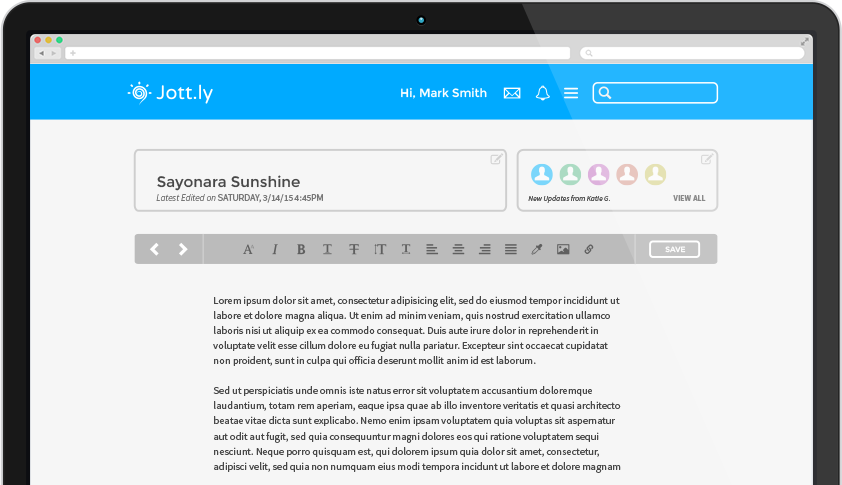 Jott.ly
Hi, Mark Smith
Sayonara Sunshine
Latest Edited on SATURDAY, 3/14/15 4:45PM
New Updates from Katie G.
VIEW ALL
SAVE
Lorem ipsum dolor sit amet, consectetur adipisicing elit, sed do eiusmod tempor incididunt ut
labore et dolore magna aliqua. Ut enim ad minim veniam, quis nostrud exercitation ullamco
laboris nisi ut aliquip ex ea commodo consequat. Duis aute irure dolor in reprehenderit in
voluptate velit esse cillum dolore eu fugiat nulla pariatur. Excepteur sint occaecat cupidatat
non proident, sunt in culpa qui officia deserunt mollit anim id est laborum.
Sed ut perspiciatis unde omnis iste natus error sit voluptatem accusantium doloremque
laudantium, totam rem aperiam, eaque ipsa quae ab illo inventore veritatis et quasi architecto
beatae vitae dicta sunt explicabo. Nemo enim ipsam voluptatem quia voluptas sit aspernatur
aut odit aut fugit, sed quia consequuntur magni dolores eos qui ratione voluptatem sequi
nesciunt. Neque porro quisquam est, qui dolorem ipsum quia dolor sit amet, consectetur,
adipisci velit, sed quia non numquam eius modi tempora incidunt ut labore et dolore magnam